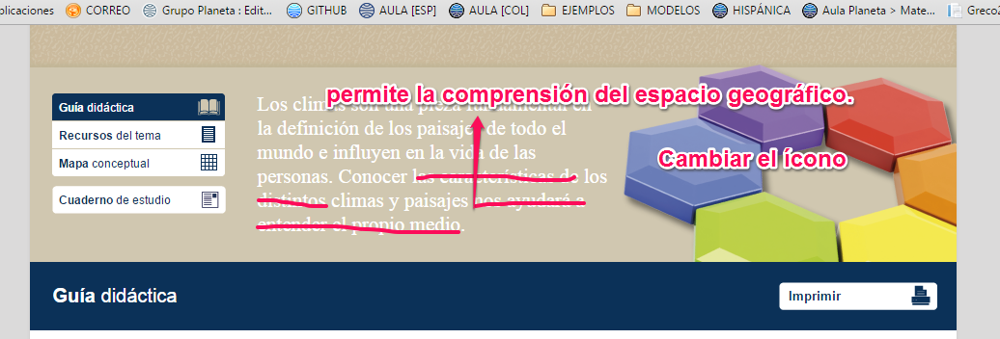 plicaciones CORREO Grupo Planeta : Edit... GITHUB AULA [ESP] AULA [COL] EJEMPLOS MODELOS HISPÁNICA Aula Planeta > Mate... Greco2
Guía didáctica
Recursos del tema
Mapa conceptual
Cuaderno de estudio
permite la comprensión del espacio geográfico.
Los climas son una pieza fundamental en
la definición de los paisajes de todo el
mundo e influyen en la vida de las
personas. Conocer las características de los
distintos climas y paisajes nos ayudará a
entender el propio medio.
Cambiar el ícono
Guía didáctica
Imprimir